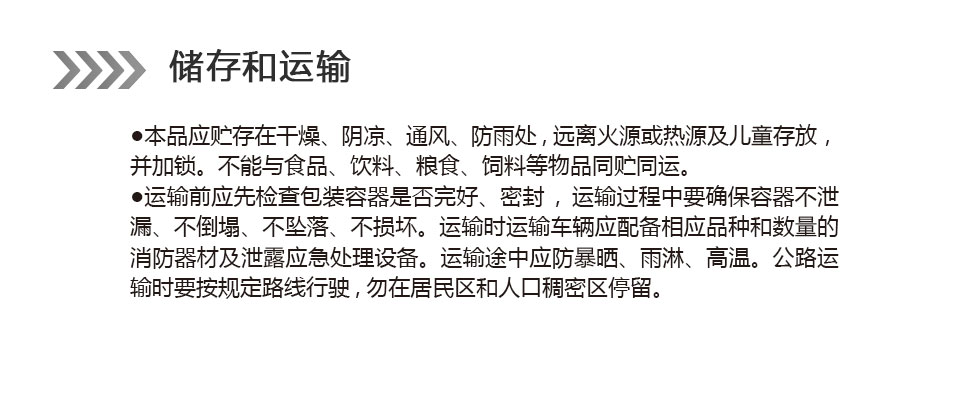 储存和运输
●本品应贮存在干燥、阴凉、通风、防雨处，远离火源或热源及儿童存放，
并加锁。不能与食品、饮料、粮食、饲料等物品同贮同运。
●运输前应先检查包装容器是否完好、密封，运输过程中要确保容器不泄
漏、不倒塌、不坠落、不损坏。运输时运输车辆应配备相应品种和数量的
消防器材及泄露应急处理设备。运输途中应防暴晒、雨淋、高温。公路运
输时要按规定路线行驶，勿在居民区和人口稠密区停留。